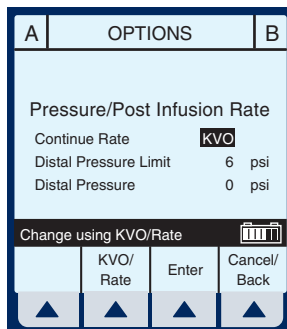 A OPTIONS B
Pressure/Post Infusion Rate
Continue Rate KVO
Distal Pressure Limit 6 psi
Distal Pressure 0 psi
Change using KVO/Rate
KVO/ Rate Enter Cancel/ Back